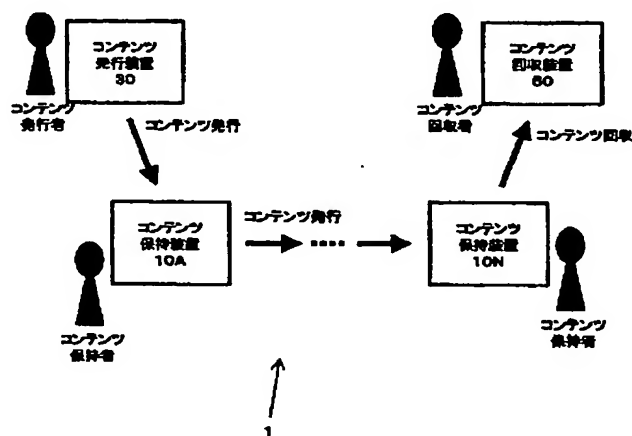 コンテンツ
発行装置
30
コンテンツ
発行者
コンテンツ発行
コンテンツ
回収装置
60
コンテンツ
回収者
コンテンツ回収
コンテンツ
保持装置
10A
コンテンツ
保持者
コンテンツ発行
コンテンツ
保持装置
10N
コンテンツ
保持者
1